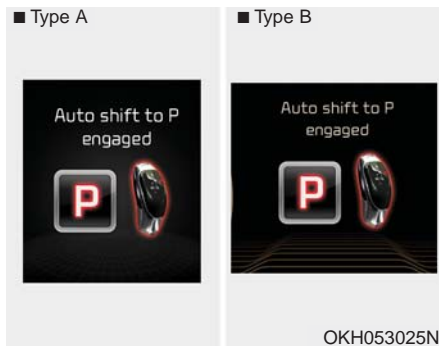 ■ Type A
■ Type B
Auto shift to P
engaged
P
Auto shift to P
engaged
P
OKH053025N